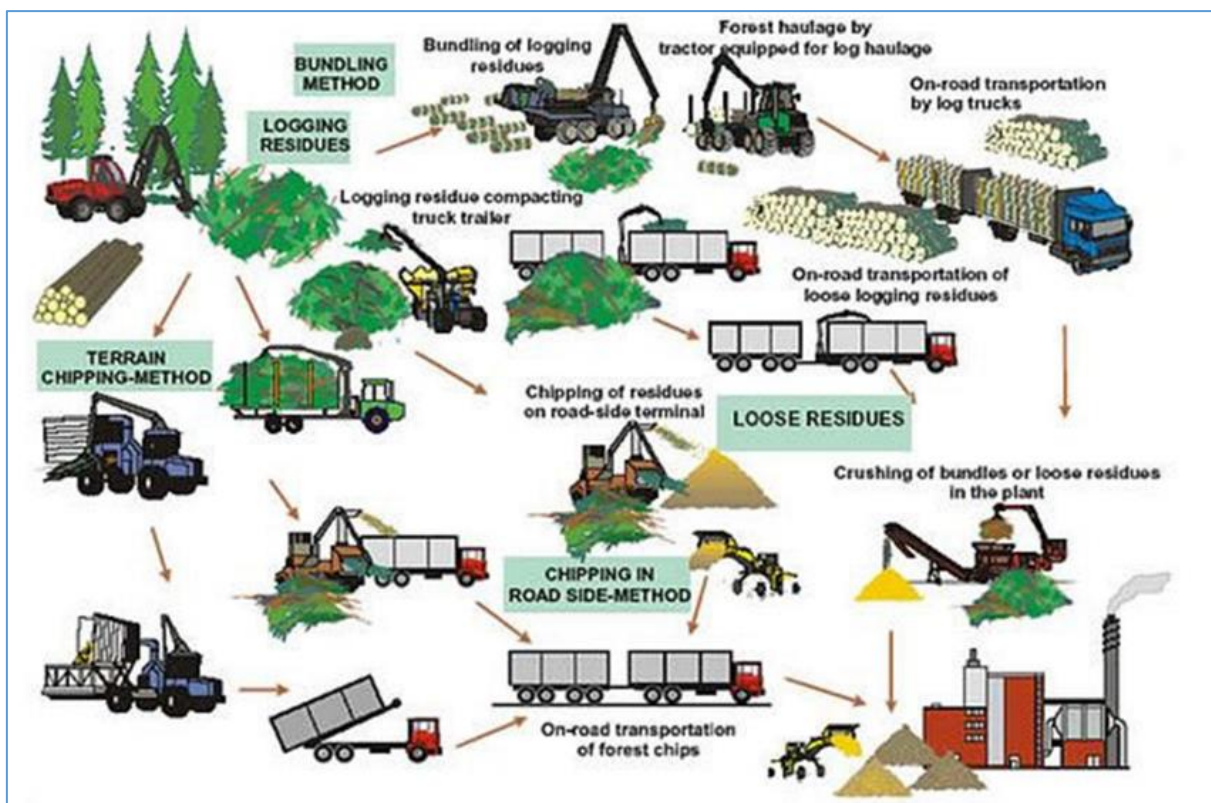 BUNDLING
METHOD
Bundling of logging
residues
Forest haulage by
tractor equipped for log haulage
On-road transportation
by log trucks
LOGGING
RESIDUES
Logging residue compacting
truck trailer
On-road transportation of
loose logging residues
TERRAIN
CHIPPING-METHOD
Chipping of residues
on road-side terminal
LOOSE RESIDUES
Crushing of bundles or loose residues
in the plant
CHIPPING IN
ROAD SIDE-METHOD
On-road transportation
of forest chips